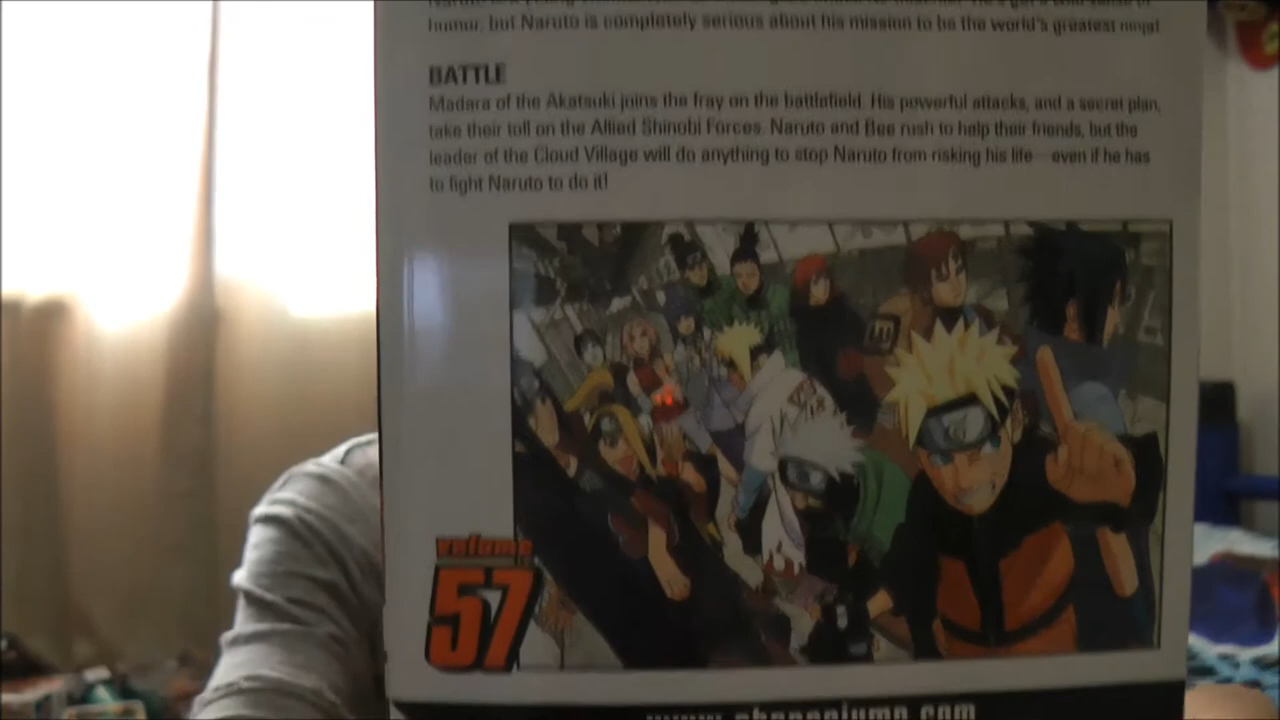 humor, but Naruto is completely serious about his mission to be the world's greatest ninja!
BATTLE
Madara of the Akatsuki joins the fray on the battlefield. His powerful attacks, and a secret plan,
take their toll on the Allied Shinobi Forces. Naruto and Bee rush to help their friends, but the
leader of the Cloud Village will do anything to stop Naruto from risking his life—even if he has
to fight Naruto to do it!
volume
57
www.shonenjump.com